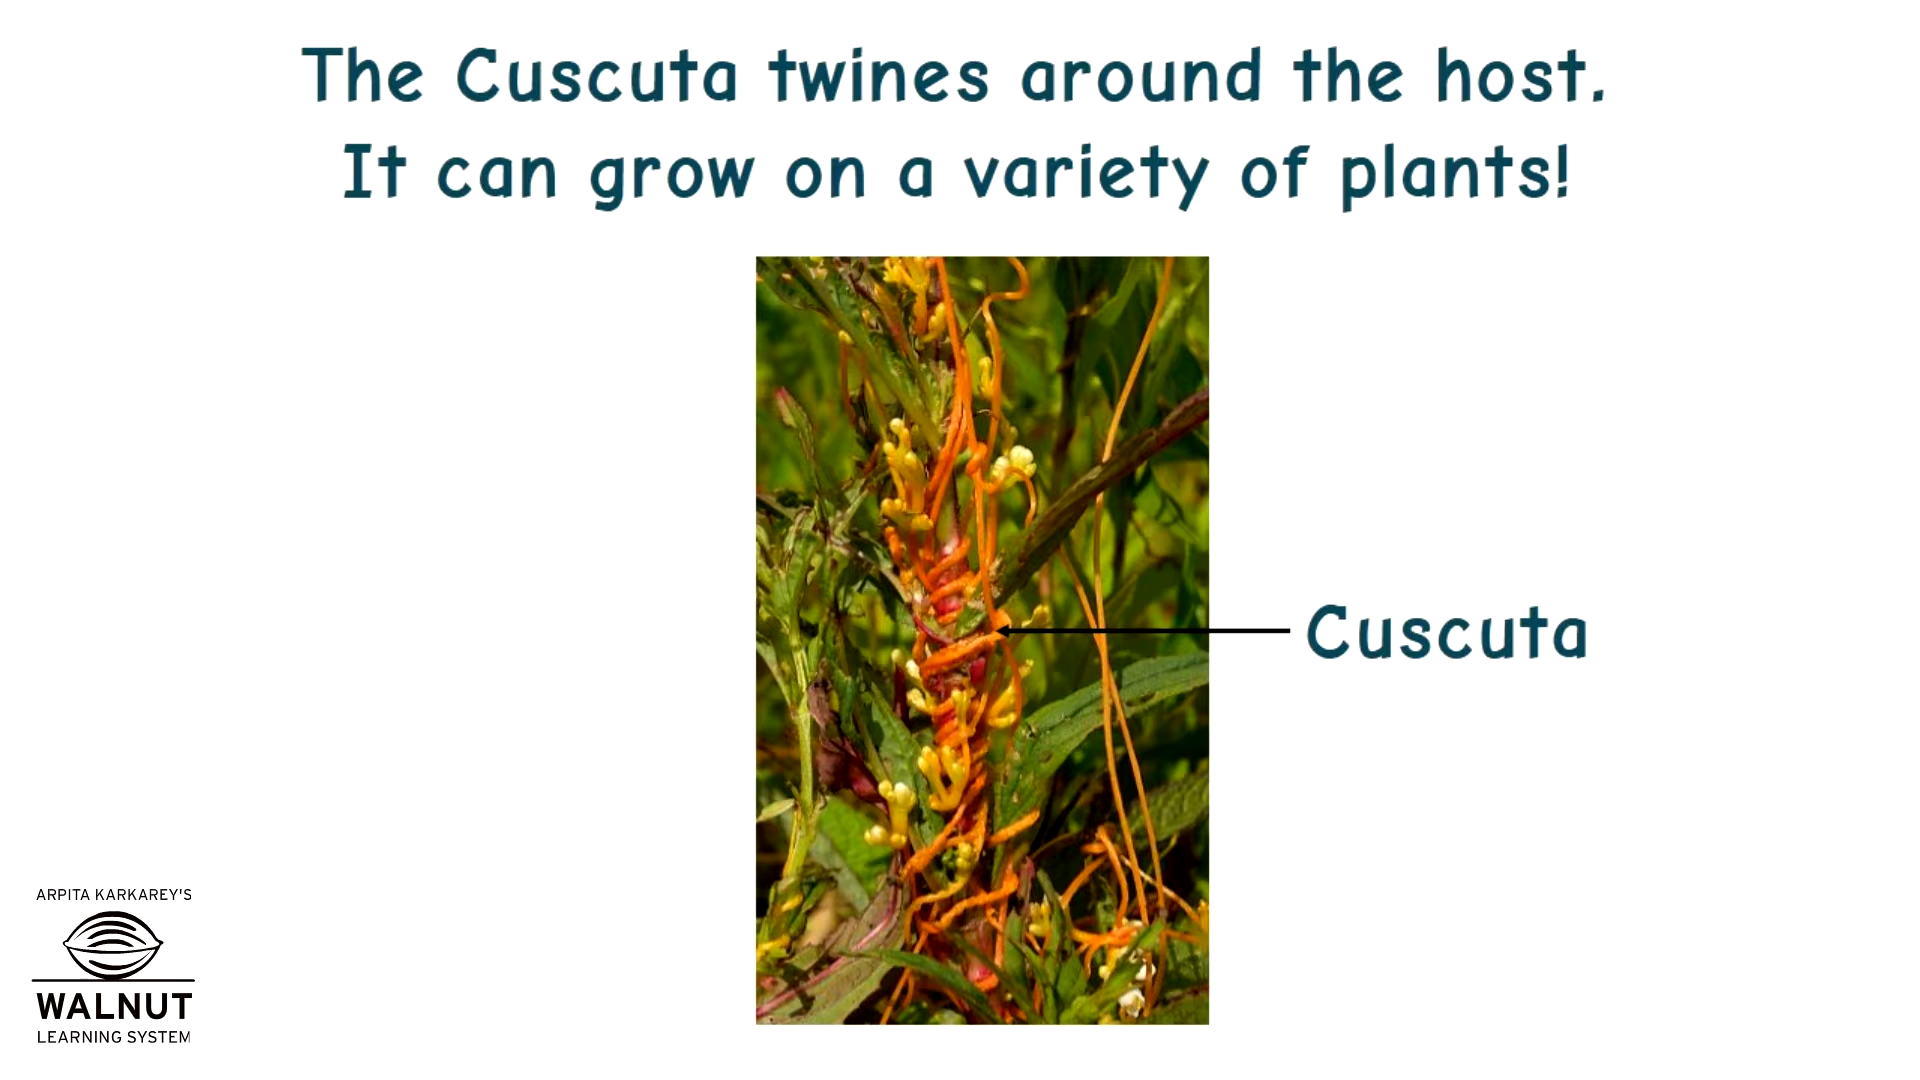 The Cuscuta twines around the host.
It can grow on a variety of plants!
Cuscuta
ARPITA KARKAREY'S
WALNUT
LEARNING SYSTEM